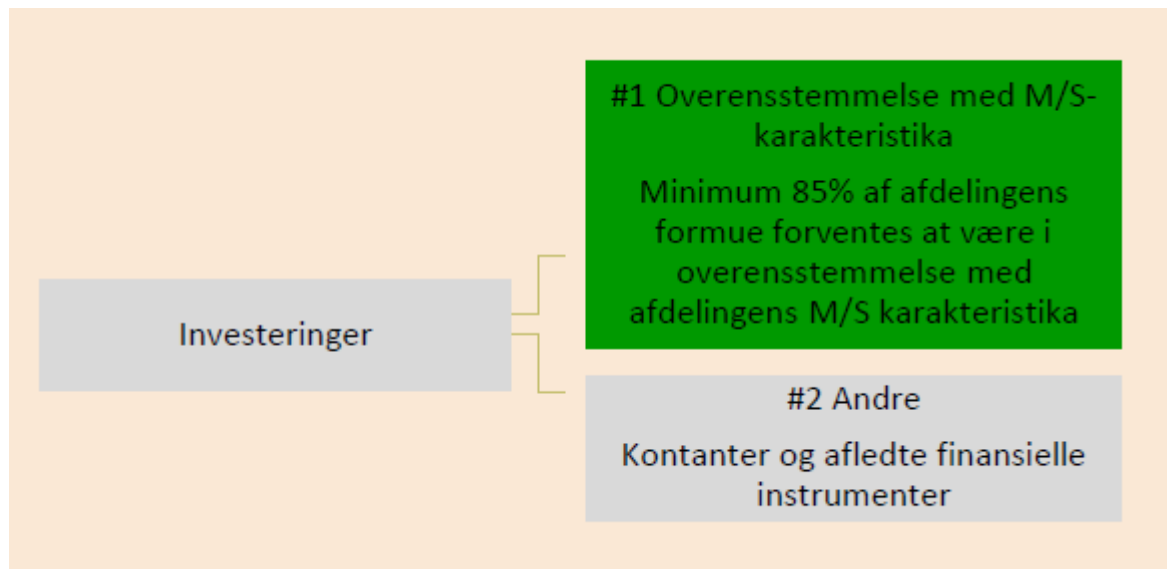 #1 Overensstemmelse med M/S-
karakteristika
Minimum 85% af afdelingens
formue forventes at være i
overensstemmelse med
afdelingens M/S karakteristika
Investeringer
#2 Andre
Kontanter og afledte finansielle
instrumenter